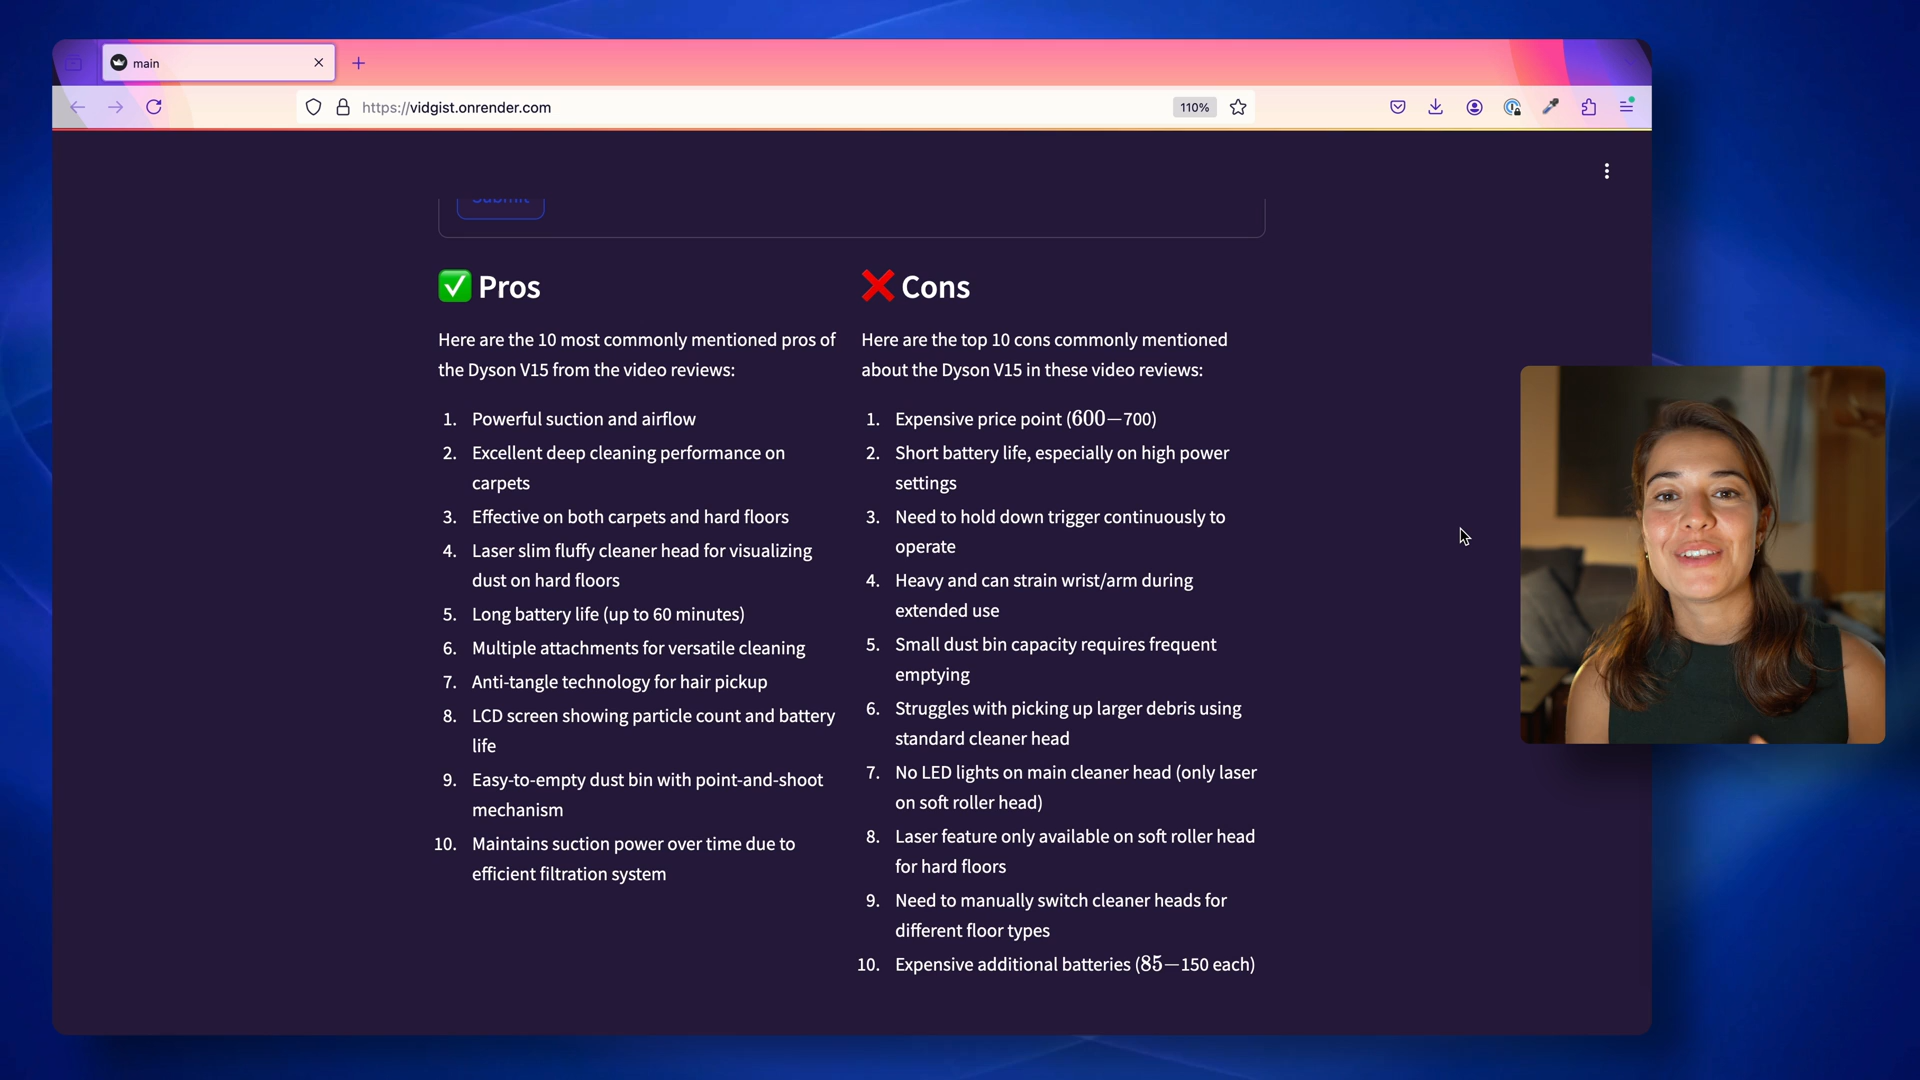 main
https://vidgist.onrender.com
110%
Submit
✅ Pros
Here are the 10 most commonly mentioned pros of
the Dyson V15 from the video reviews:
1. Powerful suction and airflow
2. Excellent deep cleaning performance on
carpets
3. Effective on both carpets and hard floors
4. Laser slim fluffy cleaner head for visualizing
dust on hard floors
5. Long battery life (up to 60 minutes)
6. Multiple attachments for versatile cleaning
7. Anti-tangle technology for hair pickup
8. LCD screen showing particle count and battery
life
9. Easy-to-empty dust bin with point-and-shoot
mechanism
10. Maintains suction power over time due to
efficient filtration system
❌ Cons
Here are the top 10 cons commonly mentioned
about the Dyson V15 in these video reviews:
1. Expensive price point (600−700)
2. Short battery life, especially on high power
settings
3. Need to hold down trigger continuously to
operate
4. Heavy and can strain wrist/arm during
extended use
5. Small dust bin capacity requires frequent
emptying
6. Struggles with picking up larger debris using
standard cleaner head
7. No LED lights on main cleaner head (only laser
on soft roller head)
8. Laser feature only available on soft roller head
for hard floors
9. Need to manually switch cleaner heads for
different floor types
10. Expensive additional batteries (85−150 each)